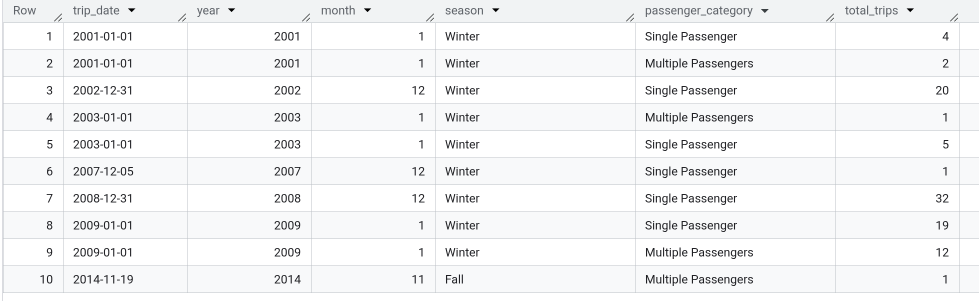 Row trip_date year month season passenger_category total_trips
1 2001-01-01 2001 1 Winter Single Passenger 4
2 2001-01-01 2001 1 Winter Multiple Passengers 2
3 2002-12-31 2002 12 Winter Single Passenger 20
4 2003-01-01 2003 1 Winter Multiple Passengers 1
5 2003-01-01 2003 1 Winter Single Passenger 5
6 2007-12-05 2007 12 Winter Single Passenger 1
7 2008-12-31 2008 12 Winter Single Passenger 32
8 2009-01-01 2009 1 Winter Single Passenger 19
9 2009-01-01 2009 1 Winter Multiple Passengers 12
10 2014-11-19 2014 11 Fall Multiple Passengers 1